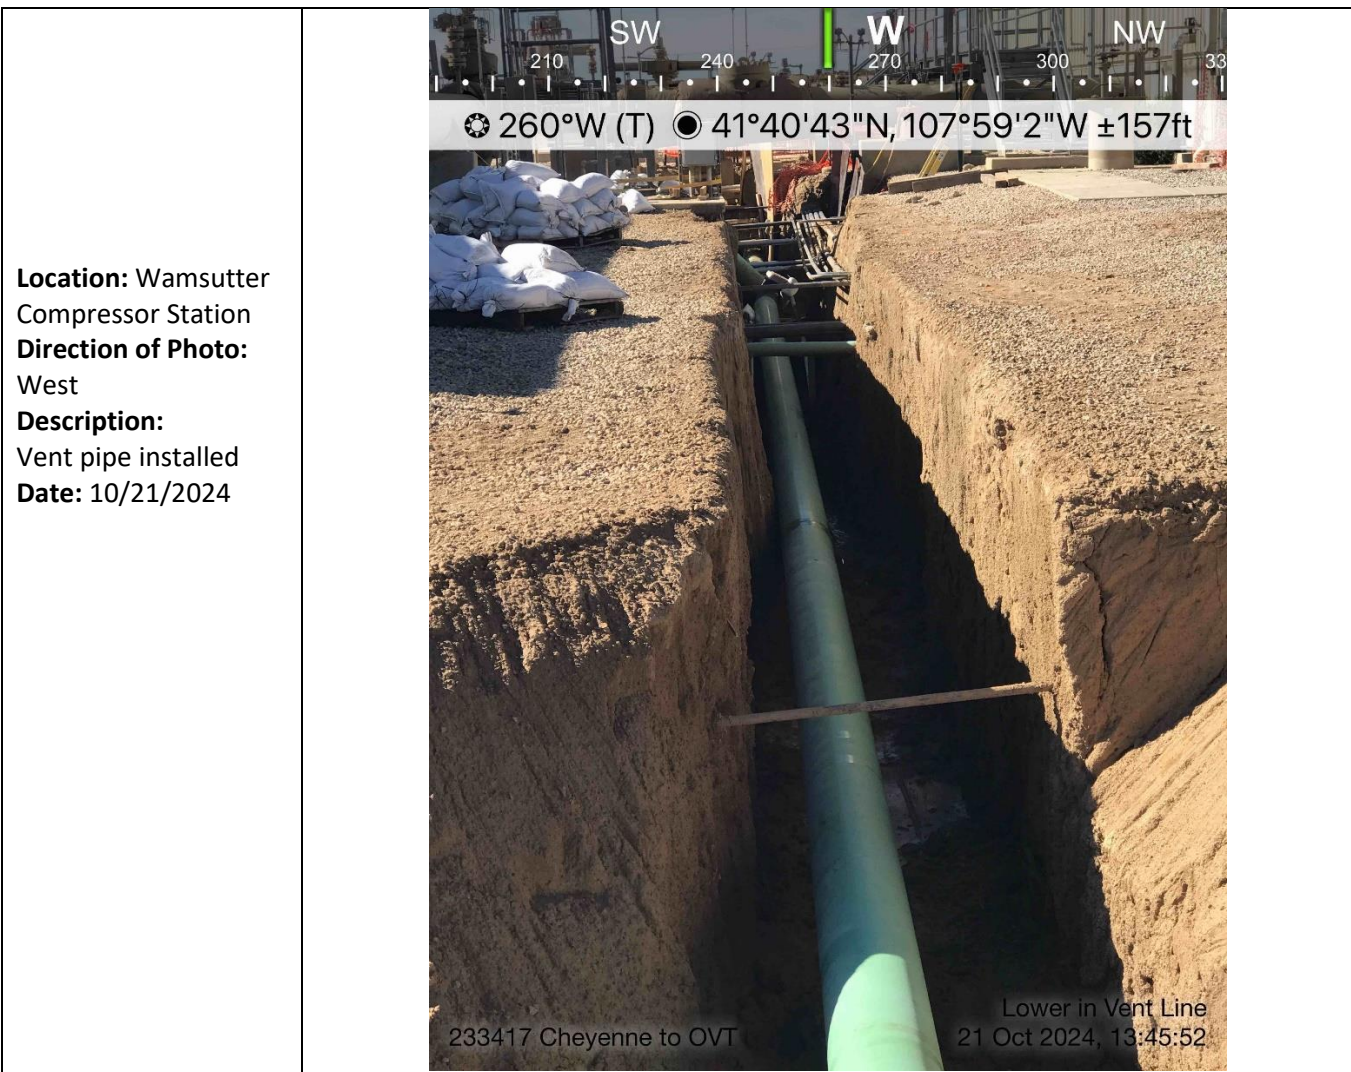 Location: Wamsutter
Compressor Station
Direction of Photo:
West
Description:
Vent pipe installed
Date: 10/21/2024
SW W NW
210 240 270 300 33
260°W (T) 41°40'43"N, 107°59'2"W ±157ft
Lower in Vent Line
233417 Cheyenne to OVT 21 Oct 2024, 13:45:52